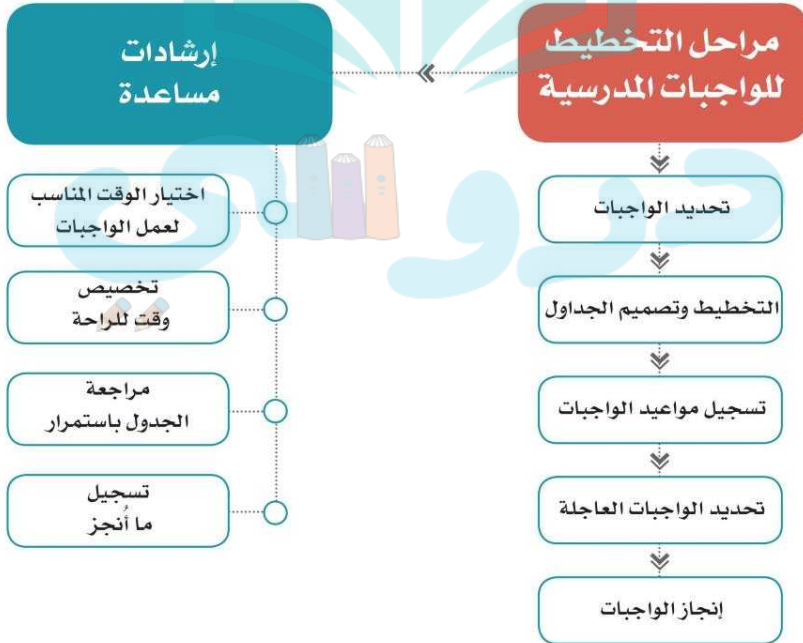 مراحل التخطيط
للواجبات المدرسية
تحديد الواجبات
التخطيط وتصميم الجداول
تسجيل مواعيد الواجبات
تحديد الواجبات العاجلة
إنجاز الواجبات
إرشادات
مساعدة
اختيار الوقت المناسب
لعمل الواجبات
تخصيص
وقت للراحة
مراجعة
الجدول باستمرار
تسجيل
ما أُنجز
دروسي